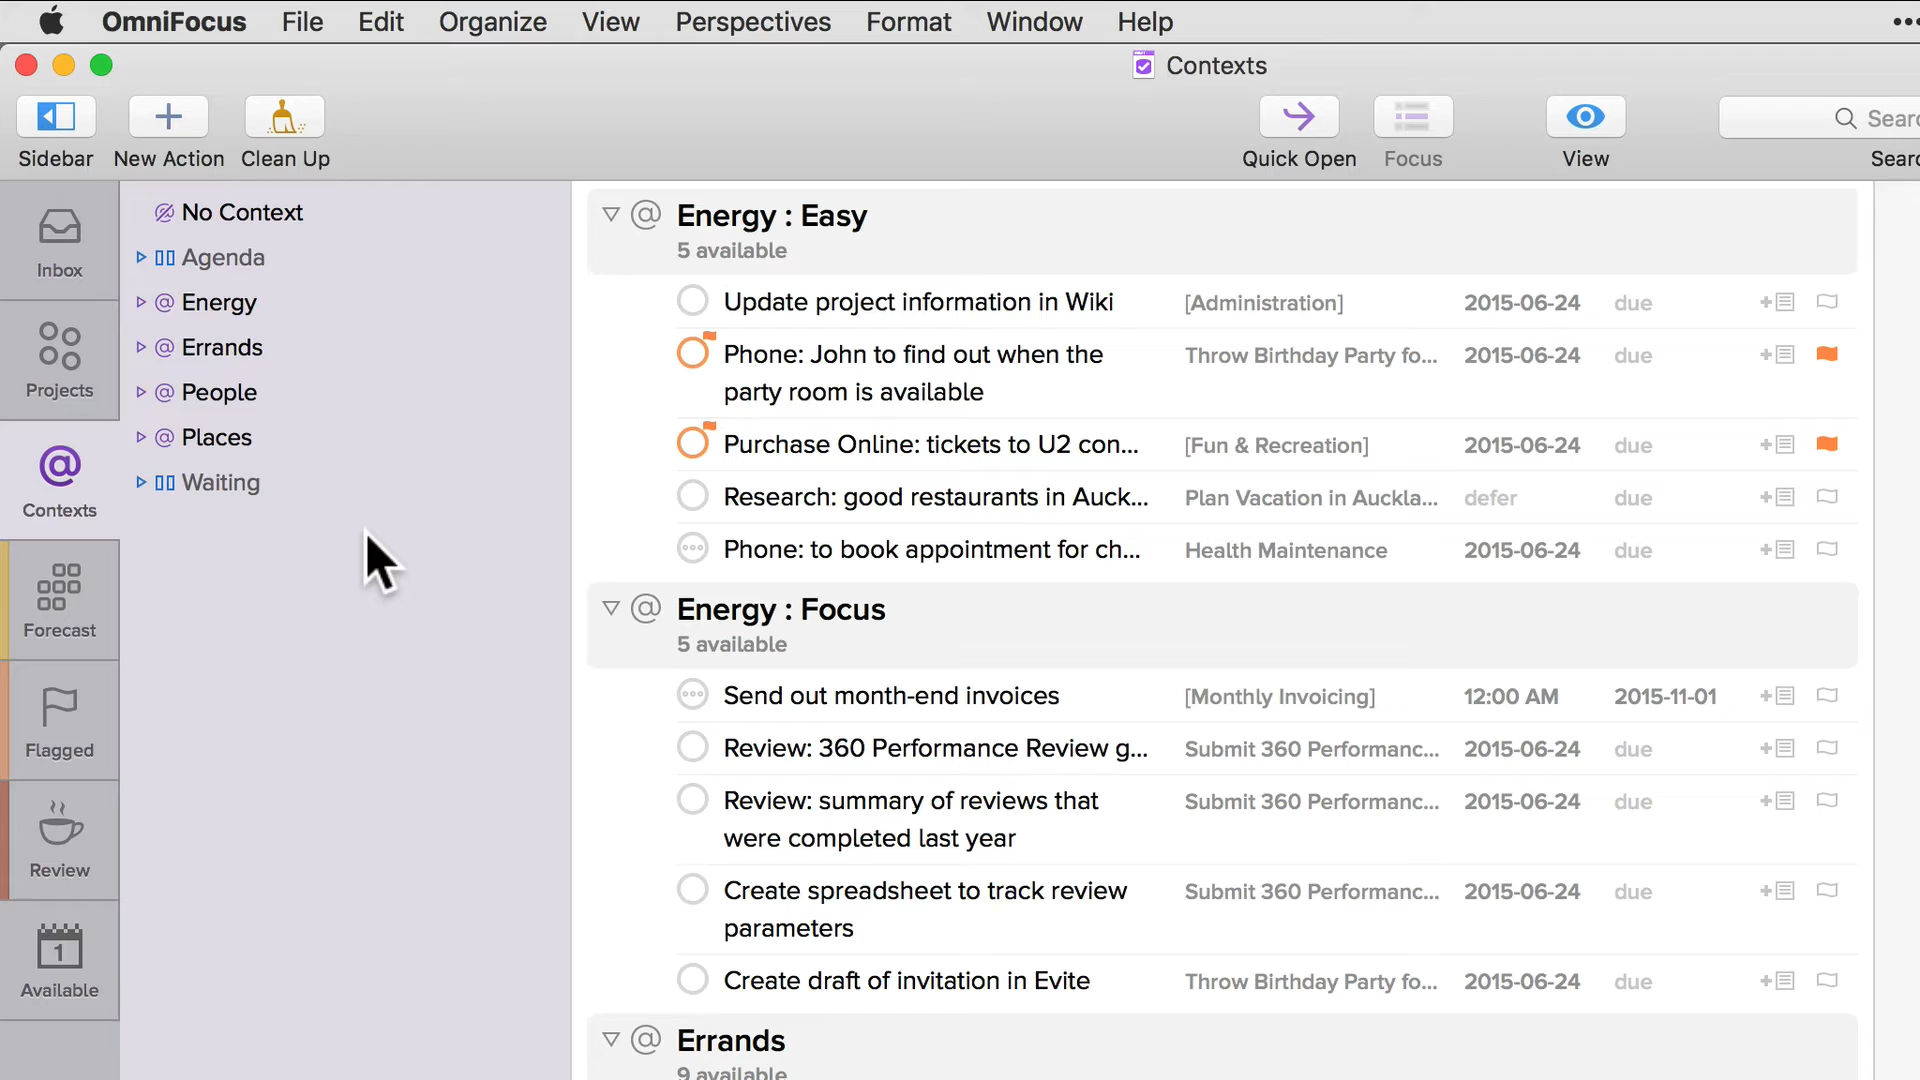 OmniFocus File Edit Organize View Perspectives Format Window Help
Contexts
Sidebar New Action Clean Up Quick Open Focus View Sear
Inbox
Projects
Contexts
Forecast
Flagged
Review
1
Available
No Context
Agenda
Energy
Errands
People
Places
Waiting
Energy : Easy
5 available
Update project information in Wiki [Administration] 2015-06-24 due
Phone: John to find out when the Throw Birthday Party fo... 2015-06-24 due
party room is available
Purchase Online: tickets to U2 con... [Fun & Recreation] 2015-06-24 due
Research: good restaurants in Auck... Plan Vacation in Auckla... defer due
Phone: to book appointment for ch... Health Maintenance 2015-06-24 due
Energy : Focus
5 available
Send out month-end invoices [Monthly Invoicing] 12:00 AM 2015-11-01
Review: 360 Performance Review g... Submit 360 Performanc... 2015-06-24 due
Review: summary of reviews that Submit 360 Performanc... 2015-06-24 due
were completed last year
Create spreadsheet to track review Submit 360 Performanc... 2015-06-24 due
parameters
Create draft of invitation in Evite Throw Birthday Party fo... 2015-06-24 due
Errands
9 available